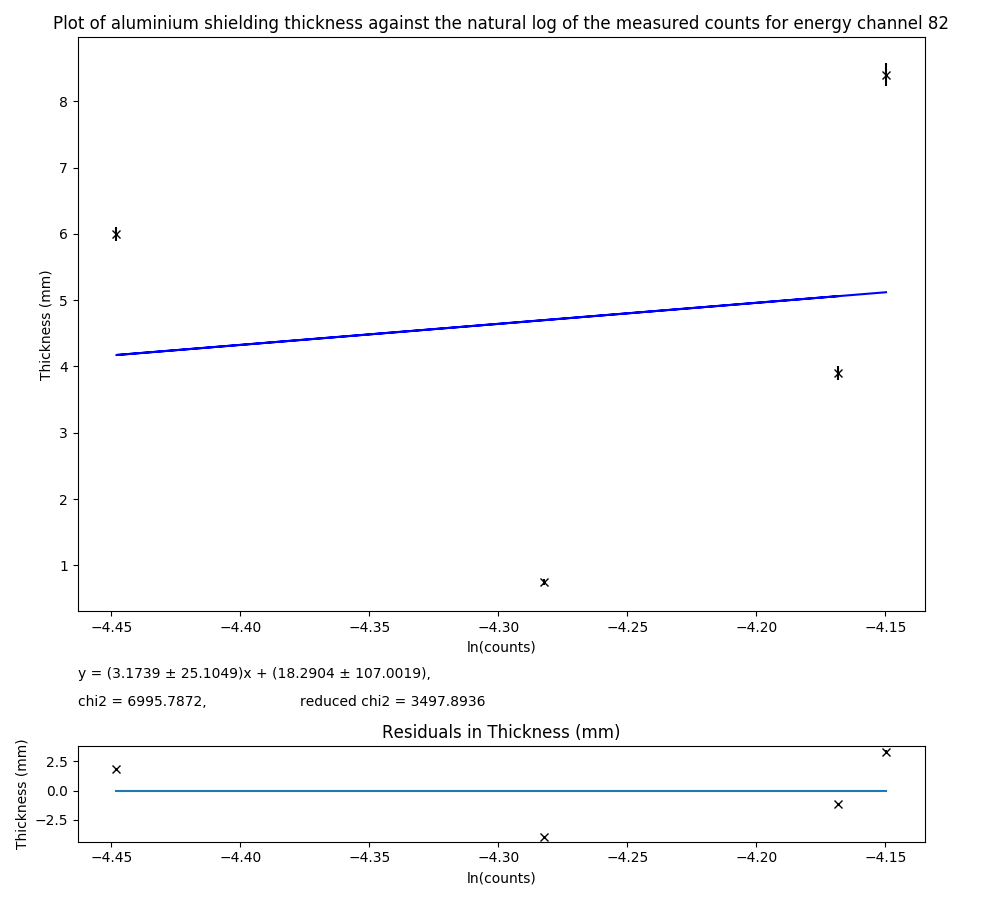 Plot of aluminium shielding thickness against the natural log of the measured counts for energy channel 82
8
7
6
5
4
3
2
1
Thickness (mm)
−4.45 −4.40 −4.35 −4.30 −4.25 −4.20 −4.15
ln(counts)
y = (3.1739 ± 25.1049)x + (18.2904 ± 107.0019),
chi2 = 6995.7872, reduced chi2 = 3497.8936
Residuals in Thickness (mm)
2.5
0.0
−2.5
Thickness (mm)
−4.45 −4.40 −4.35 −4.30 −4.25 −4.20 −4.15
ln(counts)